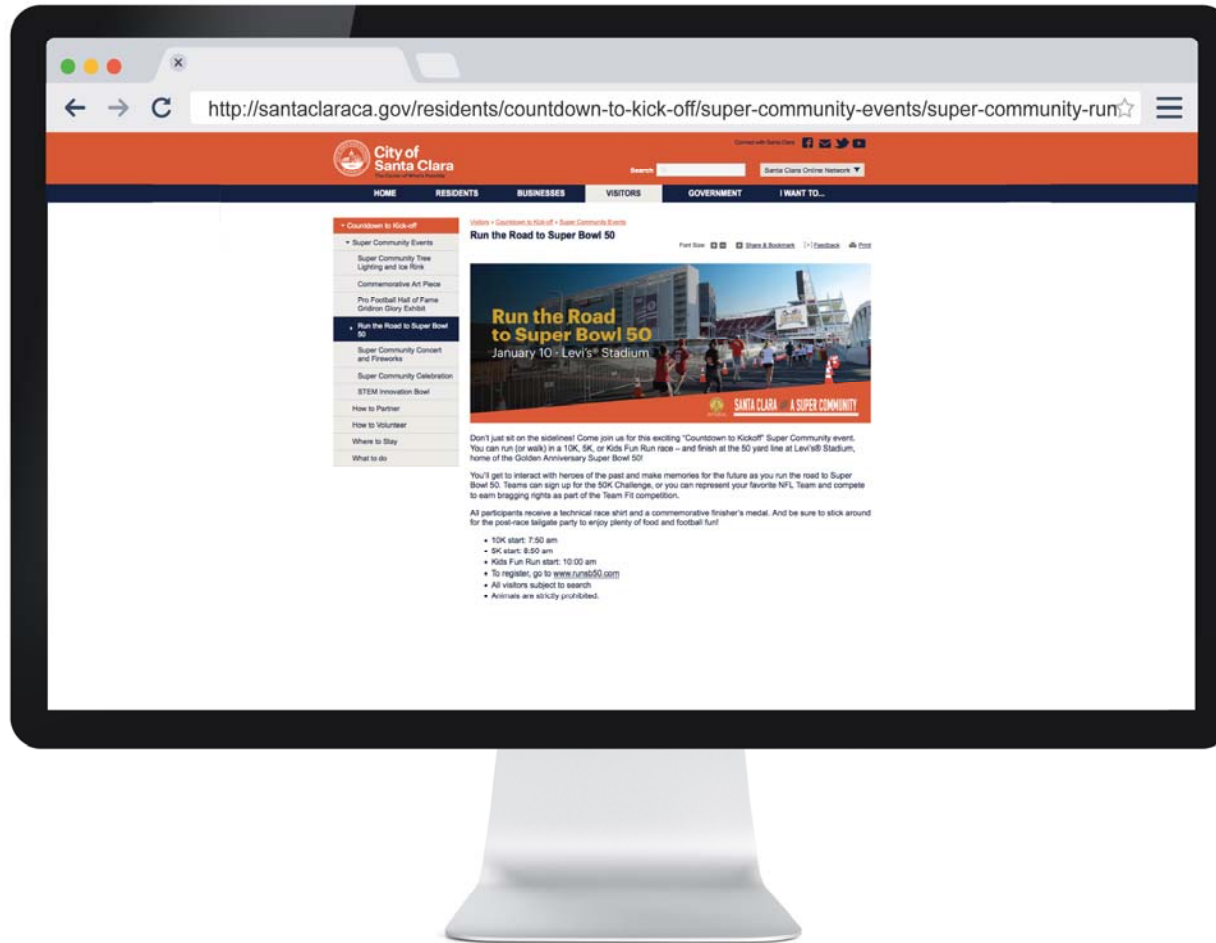 http://santaclaraca.gov/residents/countdown-to-kick-off/super-community-events/super-community-run
City of
Santa Clara
The Center of What's Possible
Connect with Santa Clara
Search
Santa Clara Online Network
HOME RESIDENTS BUSINESSES VISITORS GOVERNMENT I WANT TO...
Countdown to Kick-off
Super Community Events
Super Community Tree
Lighting and Ice Rink
Commemorative Art Piece
Pro Football Hall of Fame
Gridiron Glory Exhibit
Run the Road to Super Bowl
50
Super Community Concert
and Fireworks
Super Community Celebration
STEM Innovation Bowl
How to Partner
How to Volunteer
Where to Stay
What to do
Visitors » Countdown to Kick-off » Super Community Events
Run the Road to Super Bowl 50
Font Size: + - + Share & Bookmark [+] Feedback Print
Run the Road
to Super Bowl 50
January 10 · Levi's® Stadium
SANTA CLARA A SUPER COMMUNITY
Don't just sit on the sidelines! Come join us for this exciting "Countdown to Kickoff" Super Community event.
You can run (or walk) in a 10K, 5K, or Kids Fun Run race – and finish at the 50 yard line at Levi's® Stadium,
home of the Golden Anniversary Super Bowl 50!
You'll get to interact with heroes of the past and make memories for the future as you run the road to Super
Bowl 50. Teams can sign up for the 50K Challenge, or you can represent your favorite NFL Team and compete
to earn bragging rights as part of the Team Fit competition.
All participants receive a technical race shirt and a commemorative finisher's medal. And be sure to stick around
for the post-race tailgate party to enjoy plenty of food and football fun!
• 10K start: 7:50 am
• 5K start: 8:50 am
• Kids Fun Run start: 10:00 am
• To register, go to www.runsb50.com
• All visitors subject to search
• Animals are strictly prohibited.